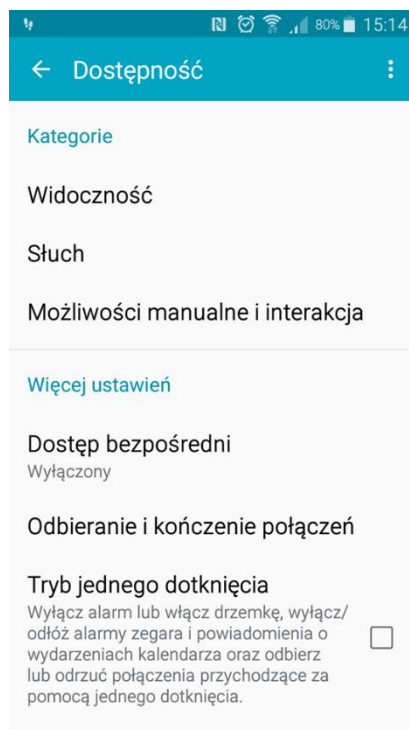 80% 15:14
Dostępność
Kategorie
Widoczność
Słuch
Możliwości manualne i interakcja
Więcej ustawień
Dostęp bezpośredni
Wyłączony
Odbieranie i kończenie połączeń
Tryb jednego dotknięcia
Wyłącz alarm lub włącz drzemkę, wyłącz/
odłóż alarmy zegara i powiadomienia o
wydarzeniach kalendarza oraz odbierz
lub odrzuć połączenia przychodzące za
pomocą jednego dotknięcia.